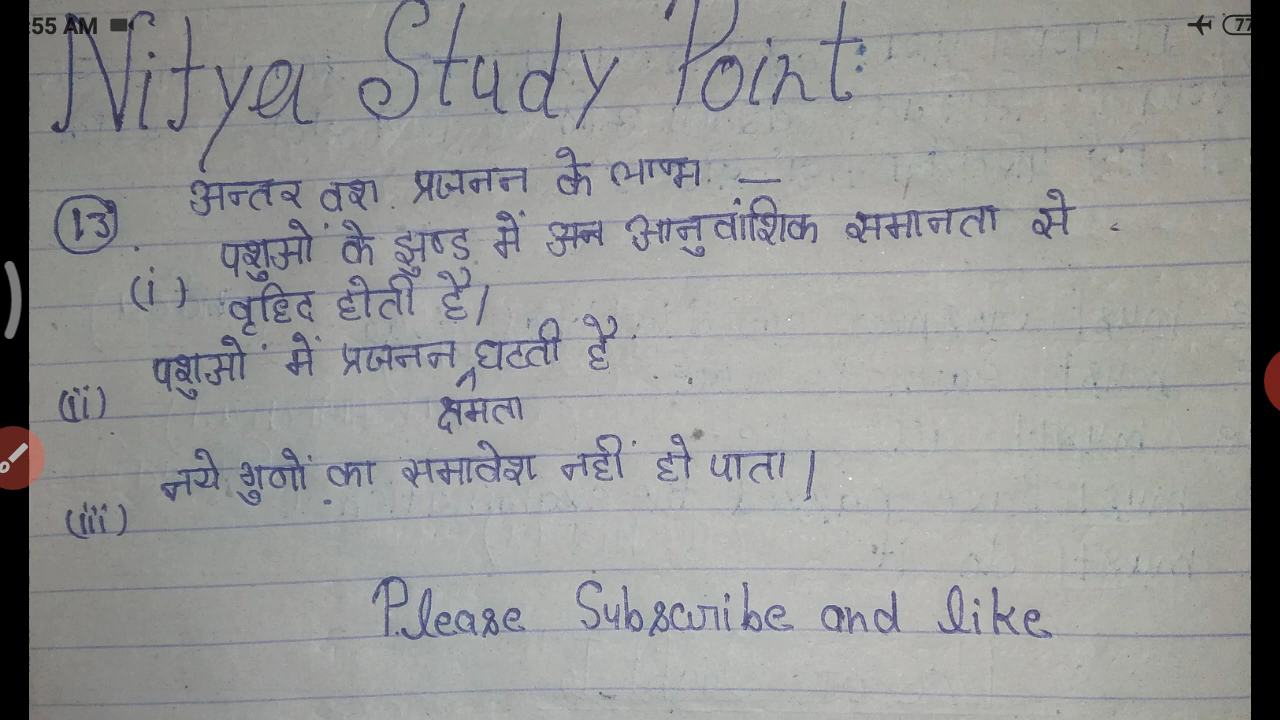 :55 AM
77
Nitya Study Point:
(13) अन्तर वंश प्रजनन के लाभ —
(i) पशुओं के झुण्ड में अन आनुवांशिक समानता से
वृद्धि होती है।
(ii) पशुओं में प्रजनन क्षमता घटती है
(iii) नये गुणों का समावेश नहीं हो पाता।
Please Subscribe and like